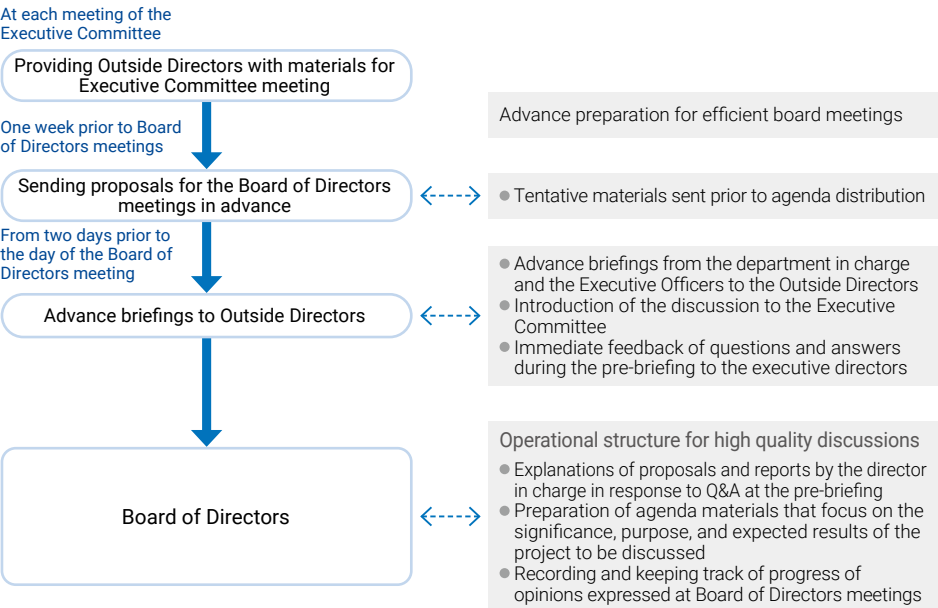 At each meeting of the
Executive Committee
Providing Outside Directors with materials for
Executive Committee meeting
One week prior to Board
of Directors meetings
Advance preparation for efficient board meetings
Sending proposals for the Board of Directors
meetings in advance
Tentative materials sent prior to agenda distribution
From two days prior to
the day of the Board of
Directors meeting
Advance briefings to Outside Directors
Advance briefings from the department in charge
and the Executive Officers to the Outside Directors
Introduction of the discussion to the Executive
Committee
Immediate feedback of questions and answers
during the pre-briefing to the executive directors
Board of Directors
Operational structure for high quality discussions
Explanations of proposals and reports by the director
in charge in response to Q&A at the pre-briefing
Preparation of agenda materials that focus on the
significance, purpose, and expected results of the
project to be discussed
Recording and keeping track of progress of
opinions expressed at Board of Directors meetings